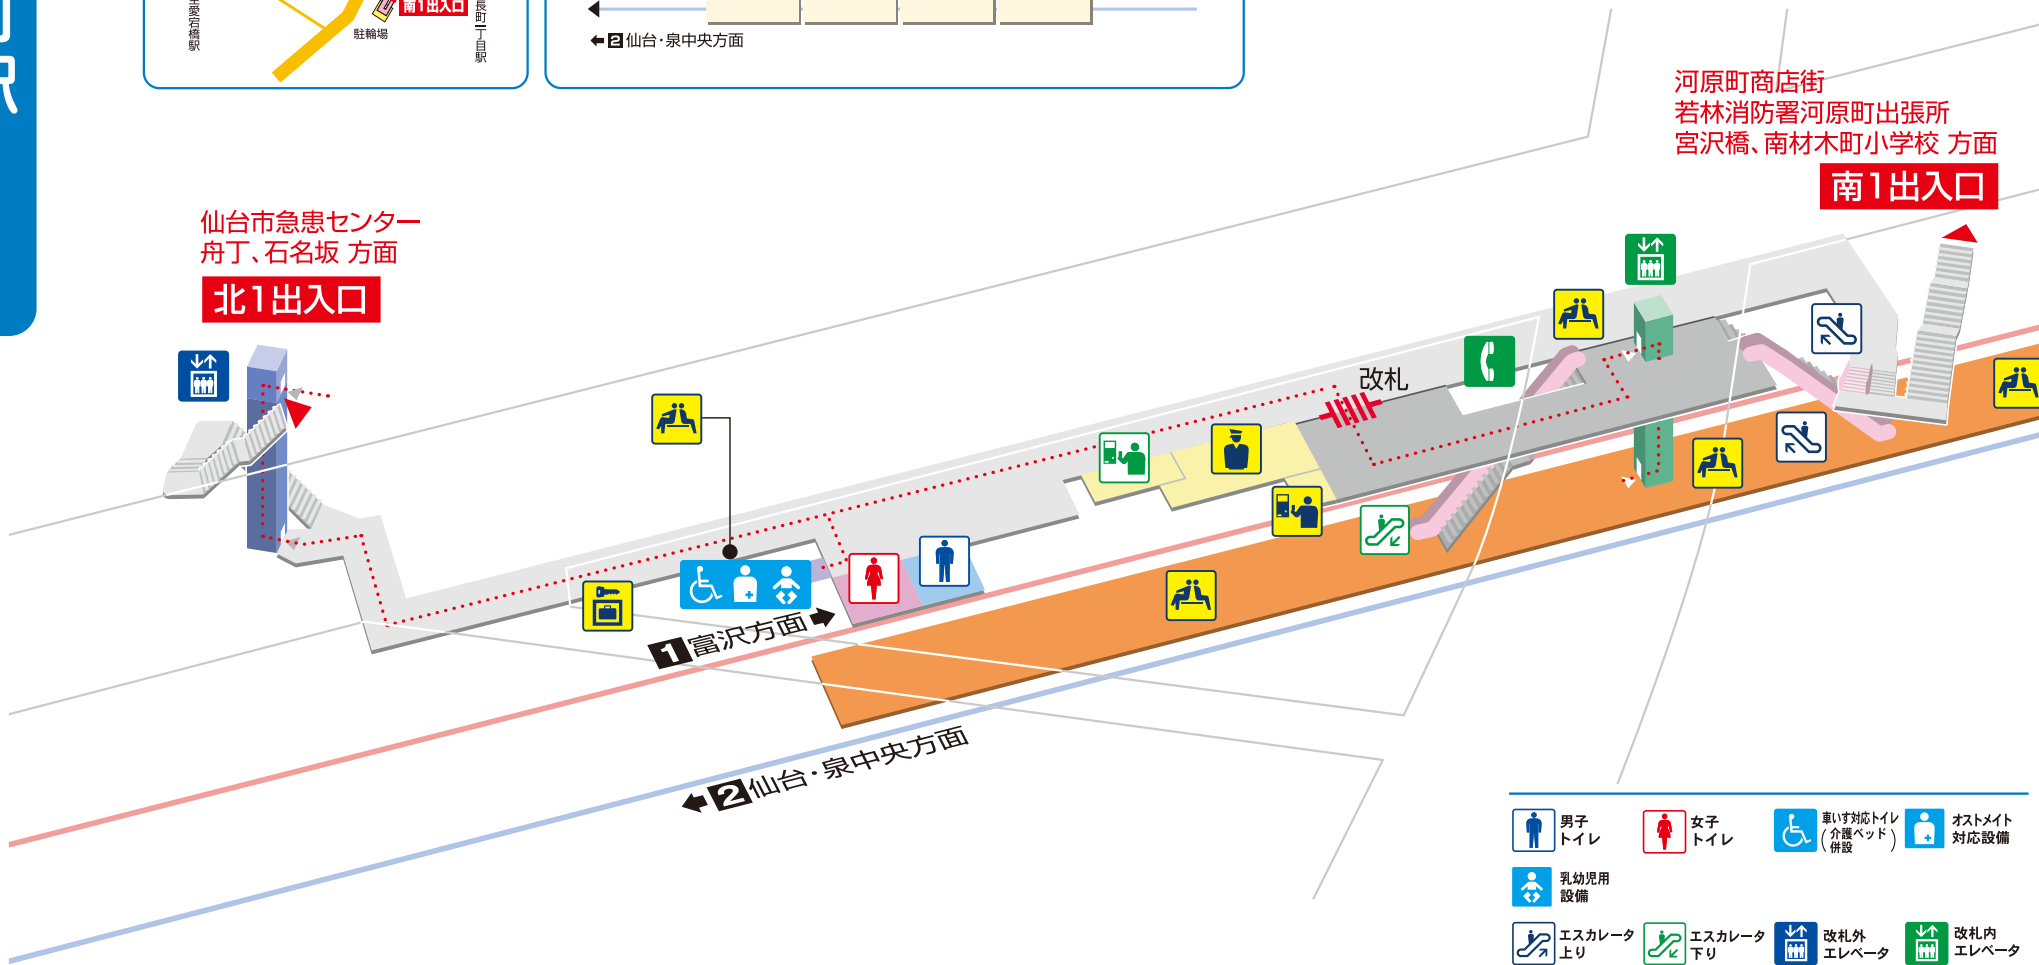 愛宕橋駅
駐輪場
南1出入口
長町一丁目駅
2 仙台・泉中央方面
河原町商店街
若林消防署河原町出張所
宮沢橋、南材木町小学校 方面
南1出入口
仙台市急患センター
舟丁、石名坂 方面
北1出入口
改札
1 富沢方面
2 仙台・泉中央方面
男子
トイレ
女子
トイレ
車いす対応トイレ
(介護ベッド)
併設
オストメイト
対応設備
乳幼児用
設備
エスカレータ
上り
エスカレータ
下り
改札外
エレベータ
改札内
エレベータ